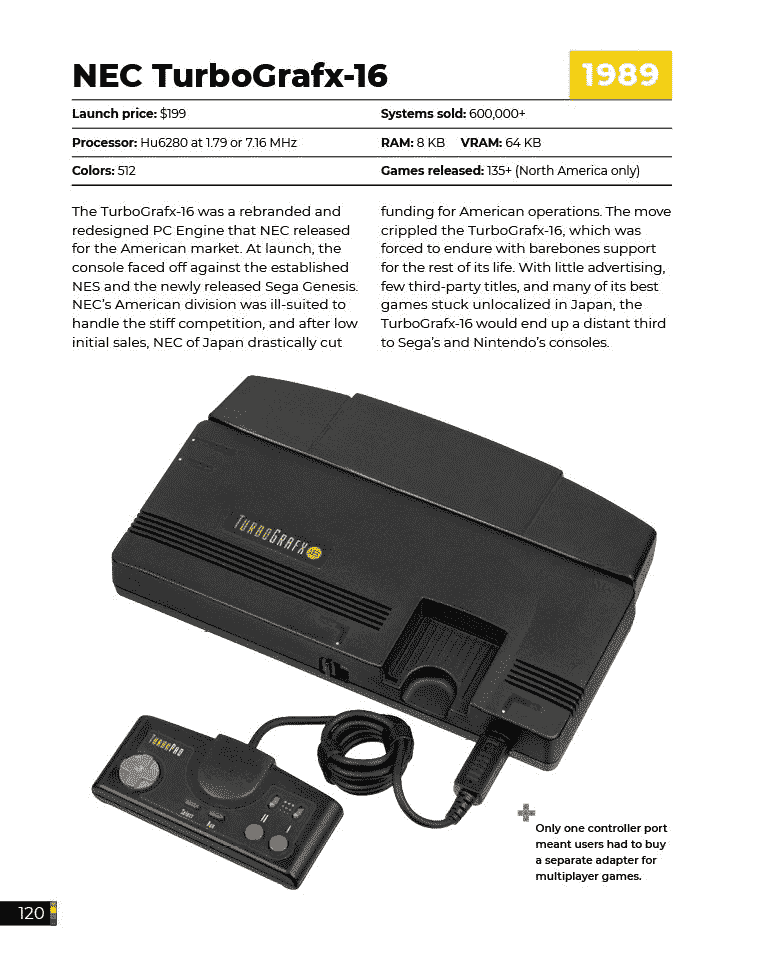 NEC TurboGrafx-16
1989
Launch price: $199
Systems sold: 600,000+
Processor: Hu6280 at 1.79 or 7.16 MHz
RAM: 8 KB VRAM: 64 KB
Colors: 512
Games released: 135+ (North America only)
The TurboGrafx-16 was a rebranded and
redesigned PC Engine that NEC released
for the American market. At launch, the
console faced off against the established
NES and the newly released Sega Genesis.
NEC's American division was ill-suited to
handle the stiff competition, and after low
initial sales, NEC of Japan drastically cut
funding for American operations. The move
crippled the TurboGrafx-16, which was
forced to endure with barebones support
for the rest of its life. With little advertising,
few third-party titles, and many of its best
games stuck unlocalized in Japan, the
TurboGrafx-16 would end up a distant third
to Sega's and Nintendo's consoles.
TURBOGRAFX 16
TURBOPAD
Select
Run
II
I
Only one controller port
meant users had to buy
a separate adapter for
multiplayer games.
120